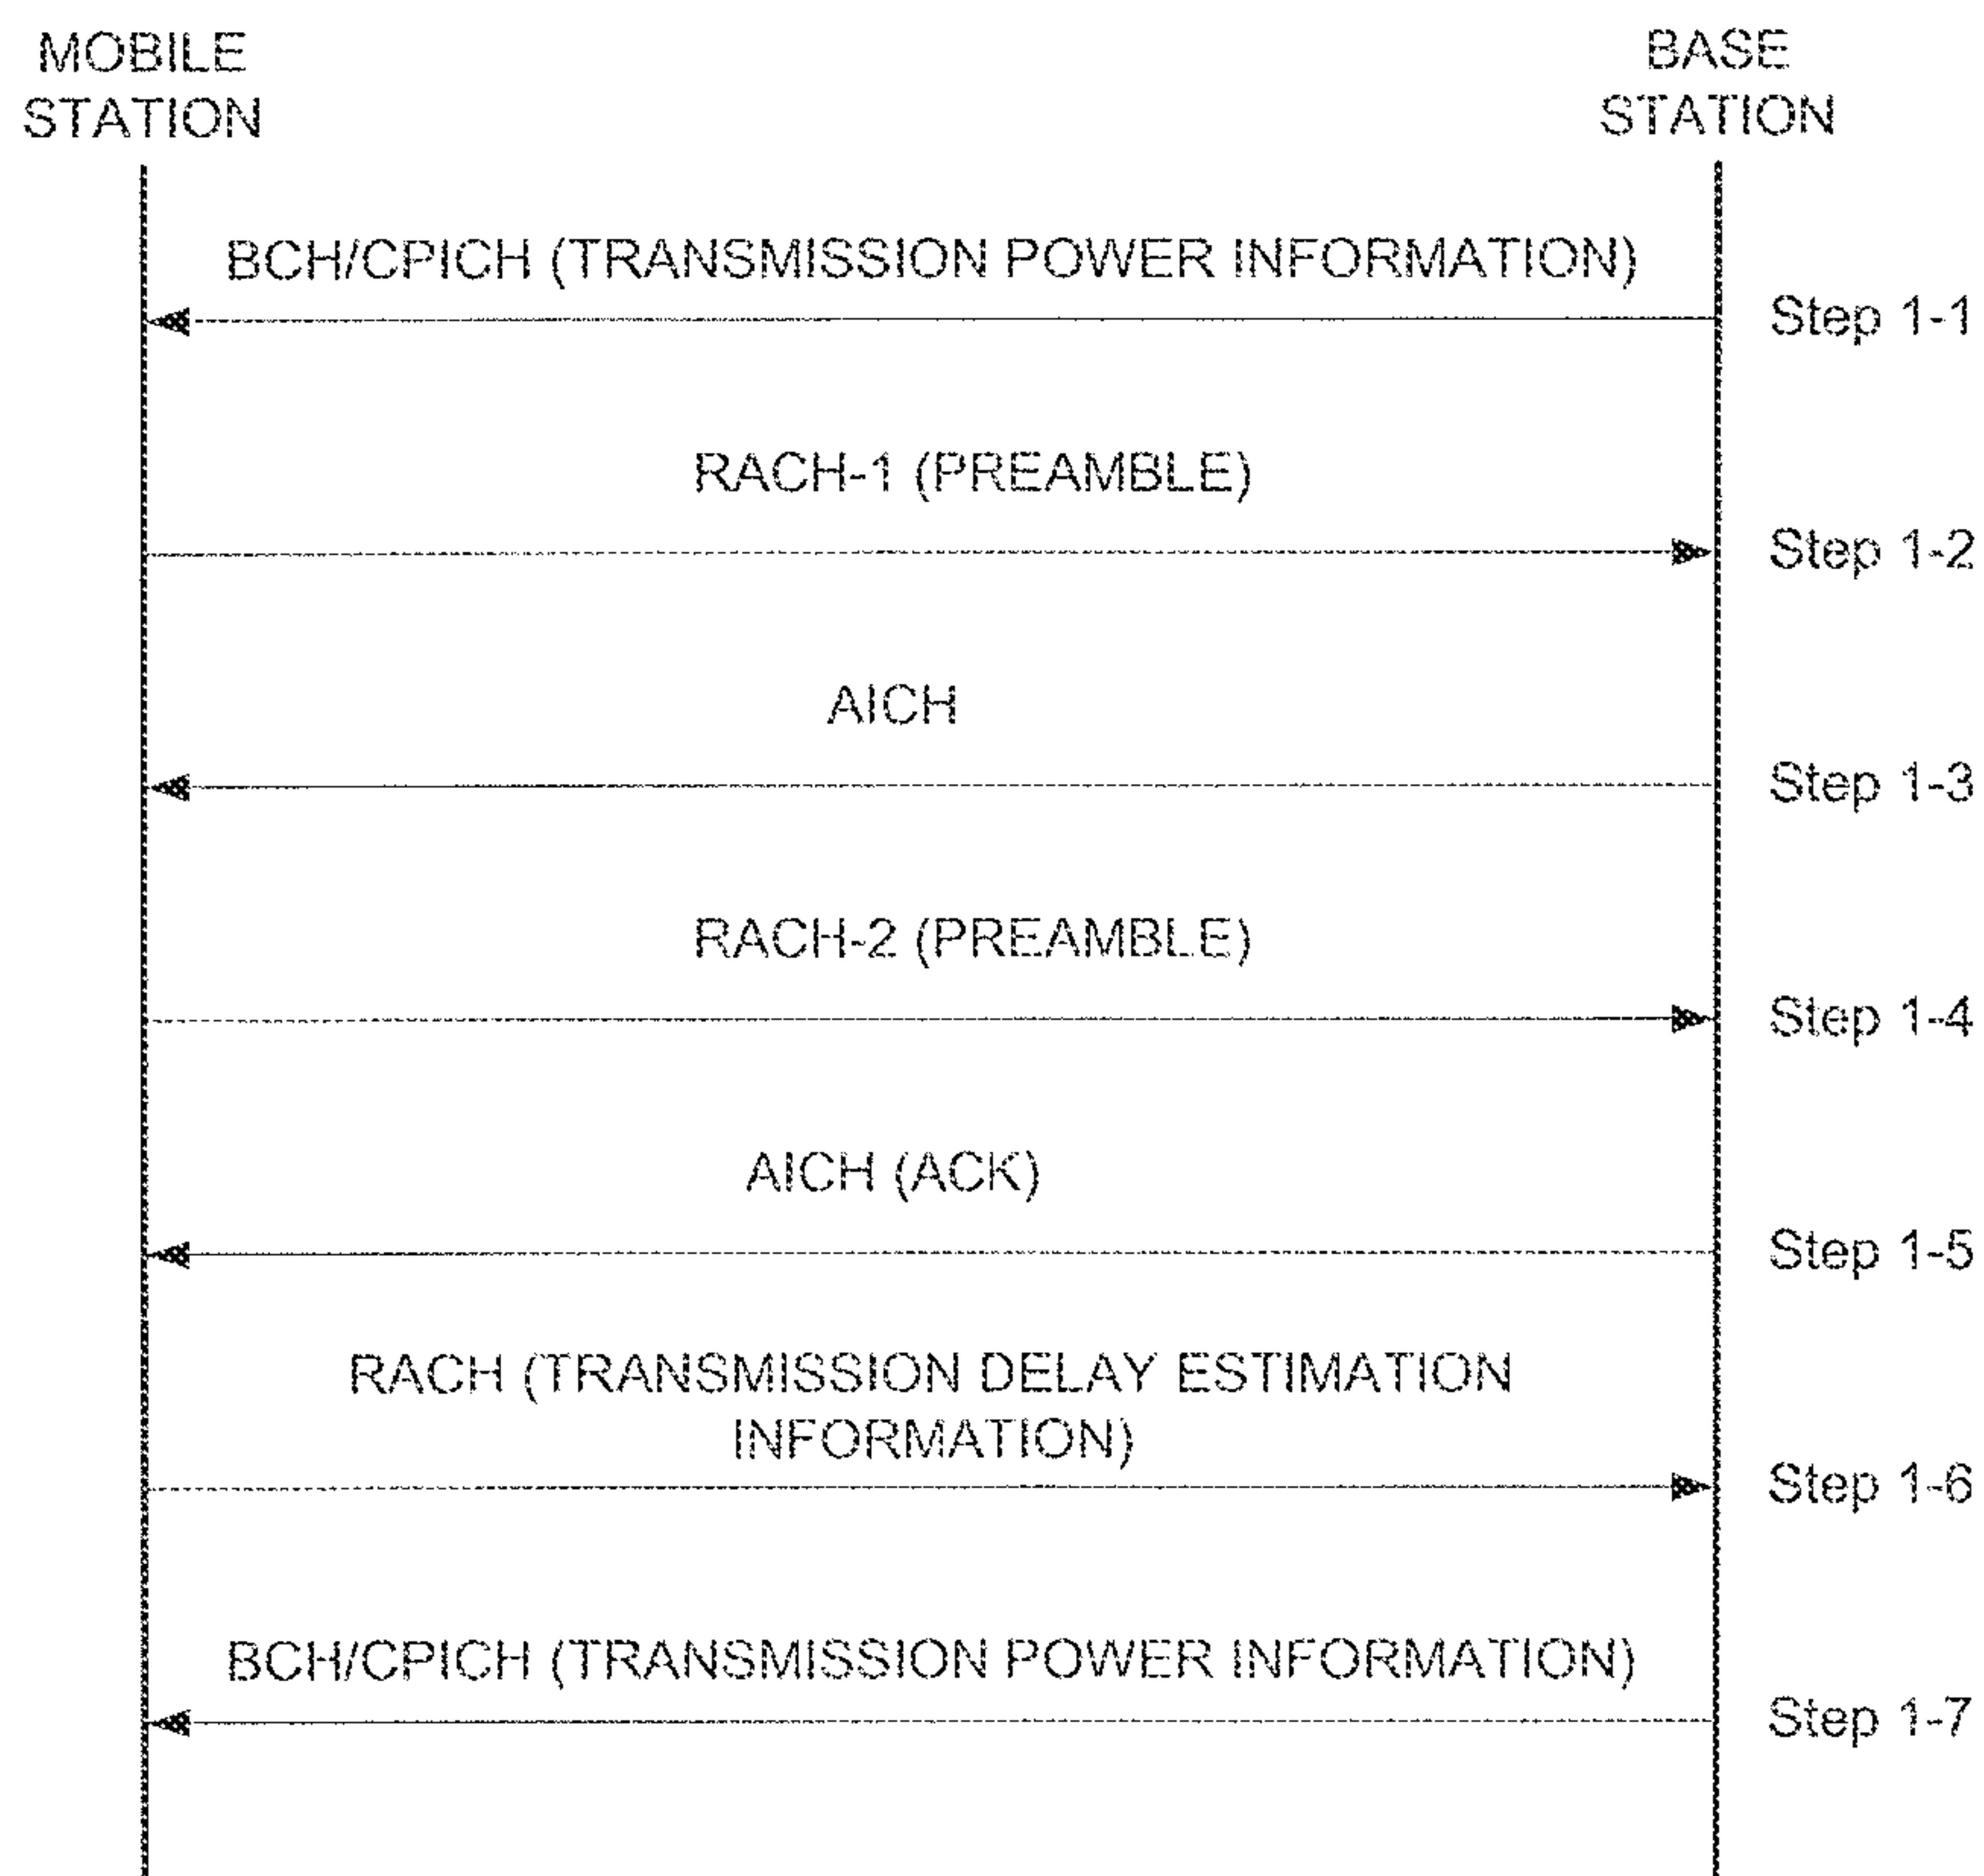 MOBILE
STATION
BASE
STATION
BCH/CPICH (TRANSMISSION POWER INFORMATION)
Step 1-1
RACH-1 (PREAMBLE)
Step 1-2
AICH
Step 1-3
RACH-2 (PREAMBLE)
Step 1-4
AICH (ACK)
Step 1-5
RACH (TRANSMISSION DELAY ESTIMATION
INFORMATION)
Step 1-6
BCH/CPICH (TRANSMISSION POWER INFORMATION)
Step 1-7